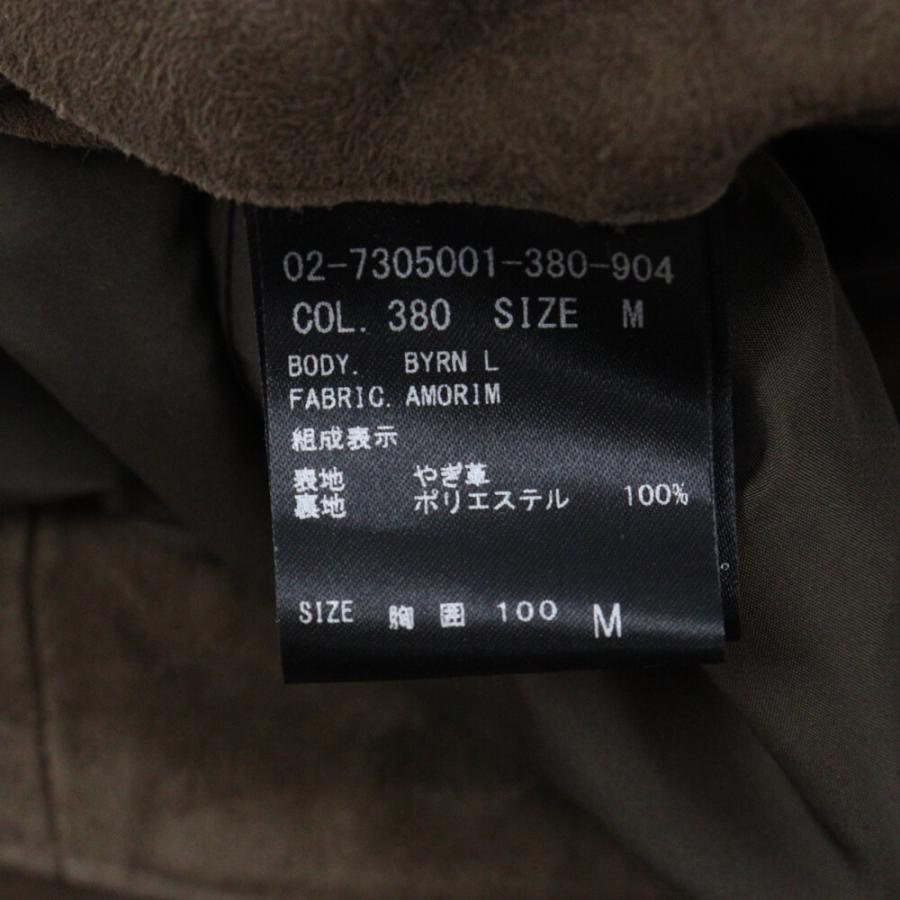 02-7305001-380-904
COL. 380 SIZE M
BODY. BYRN L
FABRIC. AMORIM
組成表示
表地 やぎ革
裏地 ポリエステル 100%
SIZE 胸囲 100 M